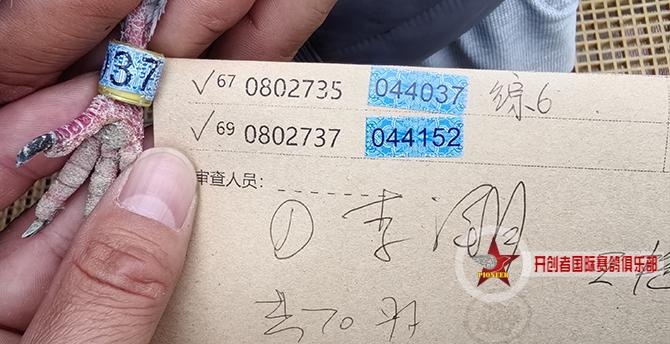 037
✓67 0802735 044037 综6
✓69 0802737 044152
审查人员:
① 李
开创者国际赛鸽俱乐部
PIONEER
共70羽